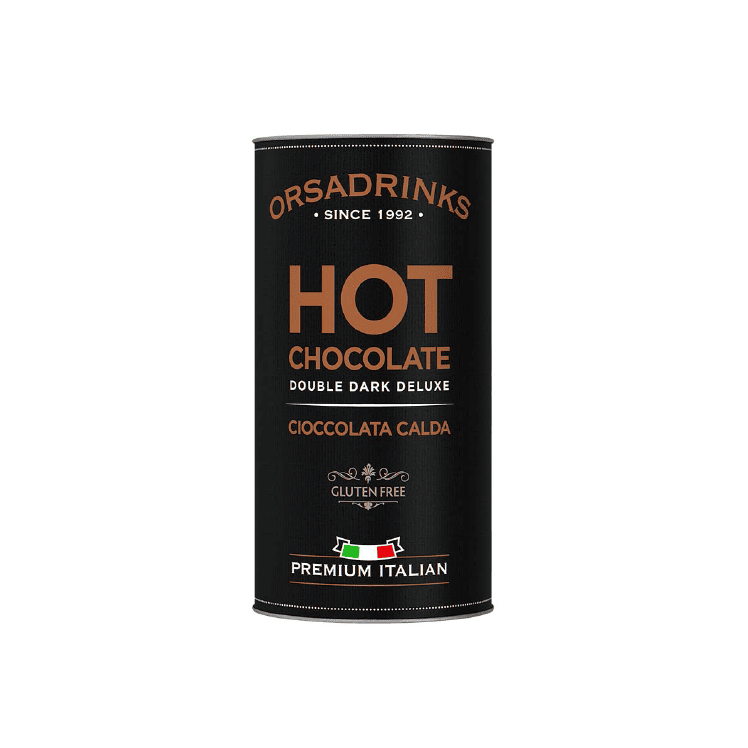 ORSADRINKS
• SINCE 1992 •
HOT
CHOCOLATE
DOUBLE DARK DELUXE
CIOCCOLATA CALDA
GLUTEN FREE
PREMIUM ITALIAN